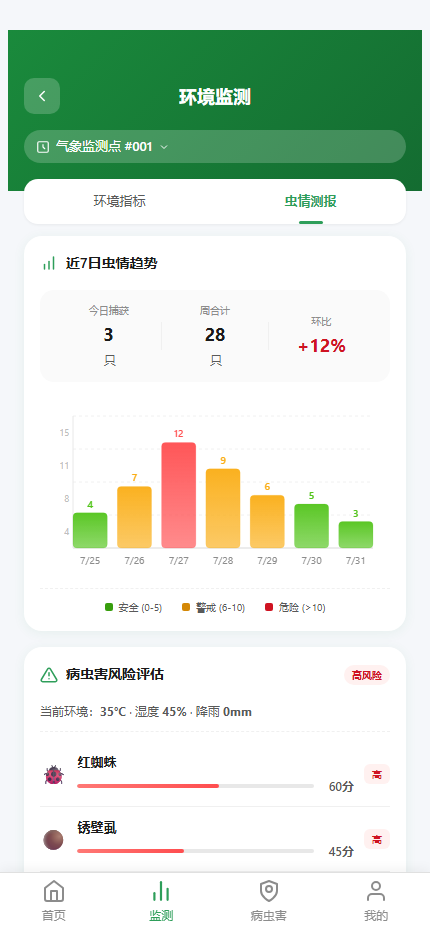 环境监测
气象监测点 #001
环境指标 虫情测报
近7日虫情趋势
今日捕获 周合计 环比
3 28 +12%
只 只
15
11
8
4
4 7 12 9 6 5 3
7/25 7/26 7/27 7/28 7/29 7/30 7/31
安全 (0-5) 警戒 (6-10) 危险 (>10)
病虫害风险评估 高风险
当前环境：35°C · 湿度 45% · 降雨 0mm
红蜘蛛
60分 高
锈壁虱
45分 高
首页 监测 病虫害 我的